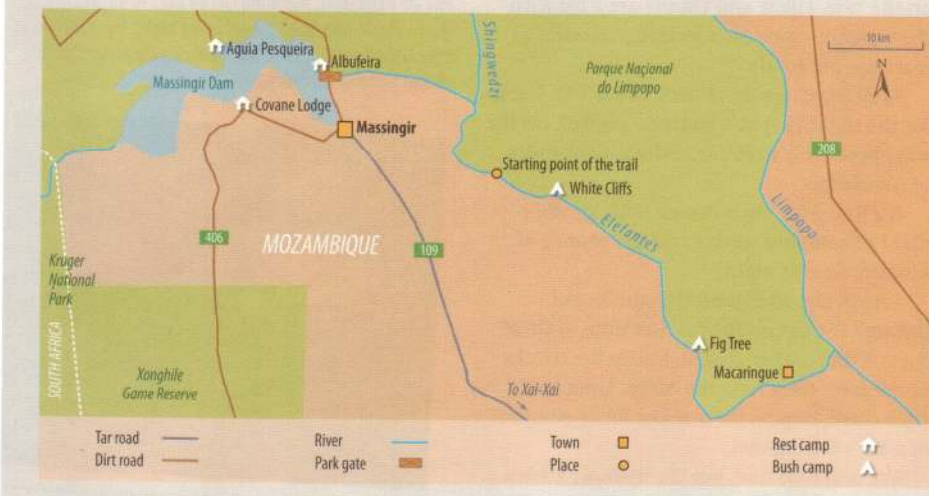 Aguia Pesqueira
Albufeira
Massingir Dam
Covane Lodge
Massingir
Shingwedzi
Parque Naçional
do Limpopo
10 km
N
208
Starting point of the trail
White Cliffs
Elefantes
Limpopo
406
MOZAMBIQUE
109
Kruger
National
Park
SOUTH AFRICA
Xonghile
Game Reserve
Fig Tree
Macaringue
To Xai-Xai
Tar road
Dirt road
River
Park gate
Town
Place
Rest camp
Bush camp